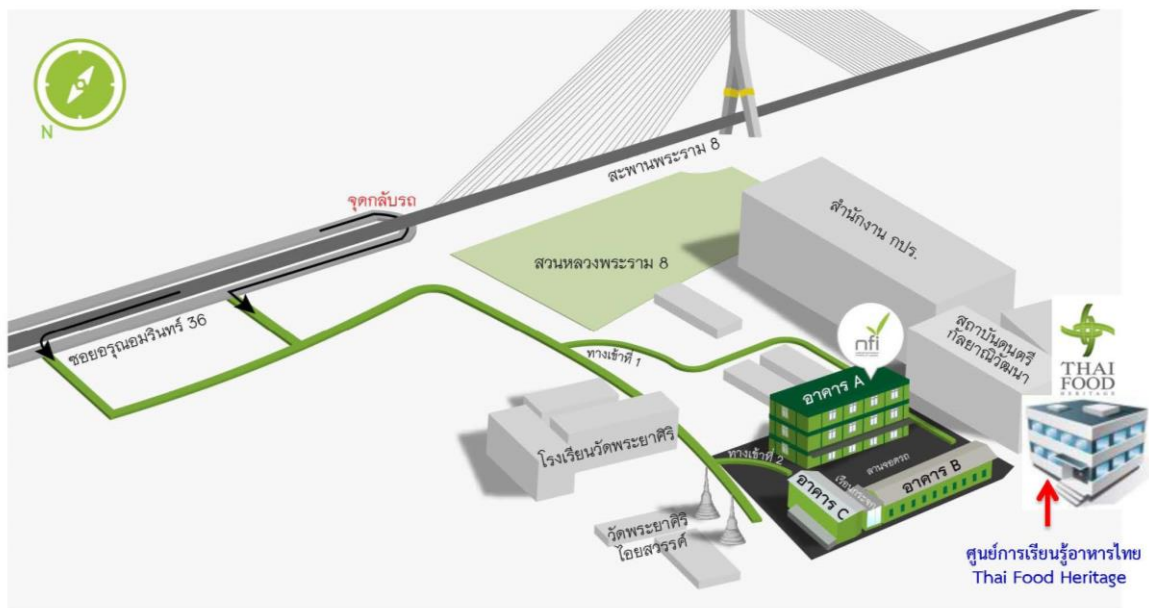 N
สะพานพระราม 8
จุดกลับรถ
สำนักงาน กปร.
สวนหลวงพระราม 8
ซอยอรุณอมรินทร์ 36
สถาบันดนตรี
กัลยาณิวัฒนา
nfi
THAI
FOOD
HERITAGE
ทางเข้าที่ 1
อาคาร A
โรงเรียนวัดพระยาศิริ
ทางเข้าที่ 2
ลานจอดรถ
อาคาร B
เรือนกระจก
อาคาร C
วัดพระยาศิริ
ไอยสวรรค์
ศูนย์การเรียนรู้อาหารไทย
Thai Food Heritage